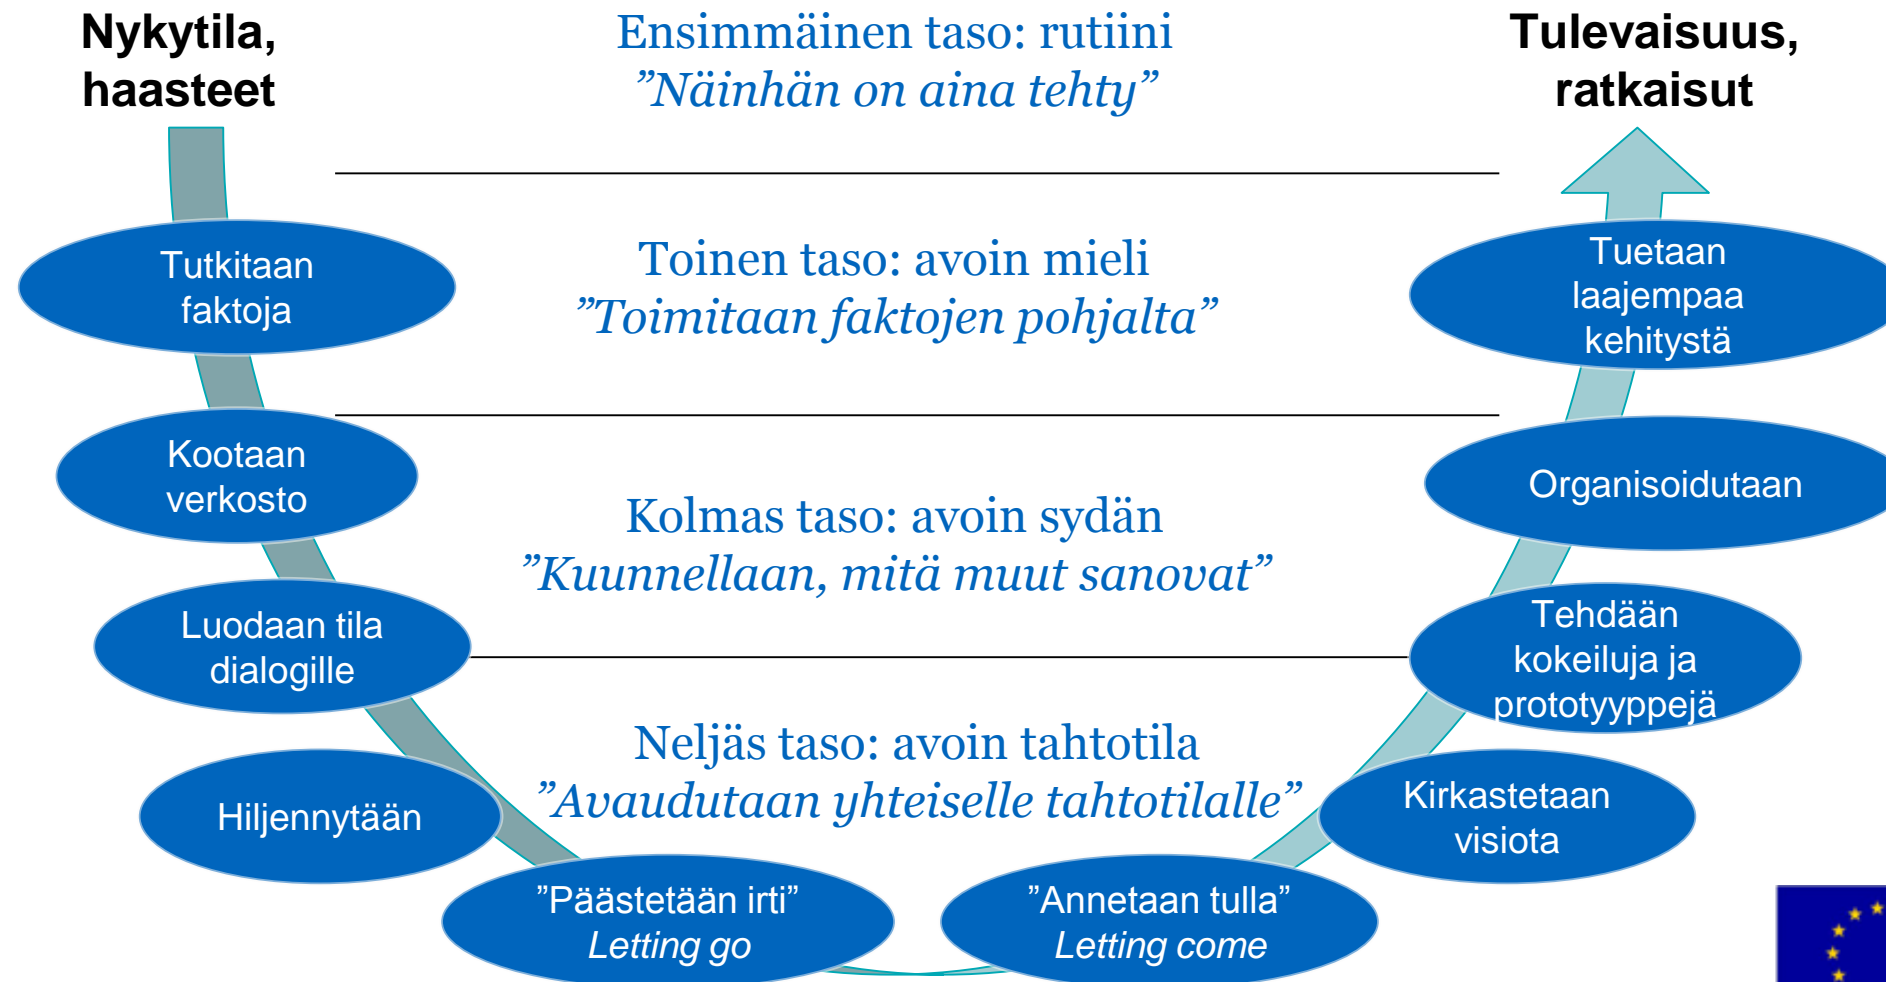 Nykytila,
haasteet
Ensimmäinen taso: rutiini
”Näinhän on aina tehty”
Tulevaisuus,
ratkaisut
Tutkitaan
faktoja
Toinen taso: avoin mieli
”Toimitaan faktojen pohjalta”
Tuetaan
laajempaa
kehitystä
Kootaan
verkosto
Kolmas taso: avoin sydän
”Kuunnellaan, mitä muut sanovat”
Organisoidutaan
Luodaan tila
dialogille
Tehdään
kokeiluja ja
prototyyppejä
Neljäs taso: avoin tahtotila
”Avaudutaan yhteiselle tahtotilalle”
Hiljennytään
Kirkastetaan
visiota
”Päästetään irti”
Letting go
”Annetaan tulla”
Letting come